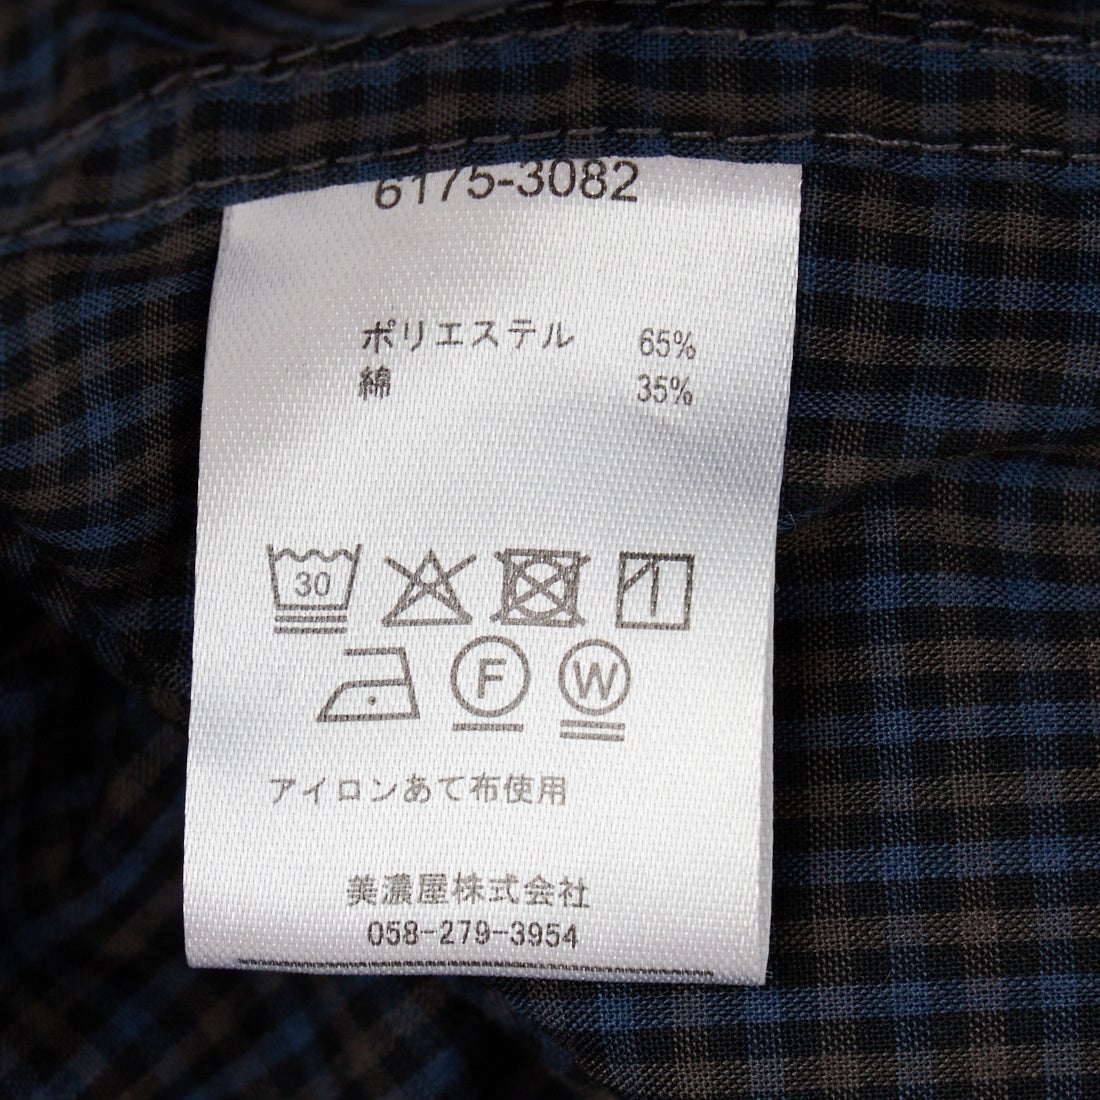 6175-3082
ポリエステル 65%
綿 35%
30
F W
アイロンあて布使用
美濃屋株式会社
058-279-3954